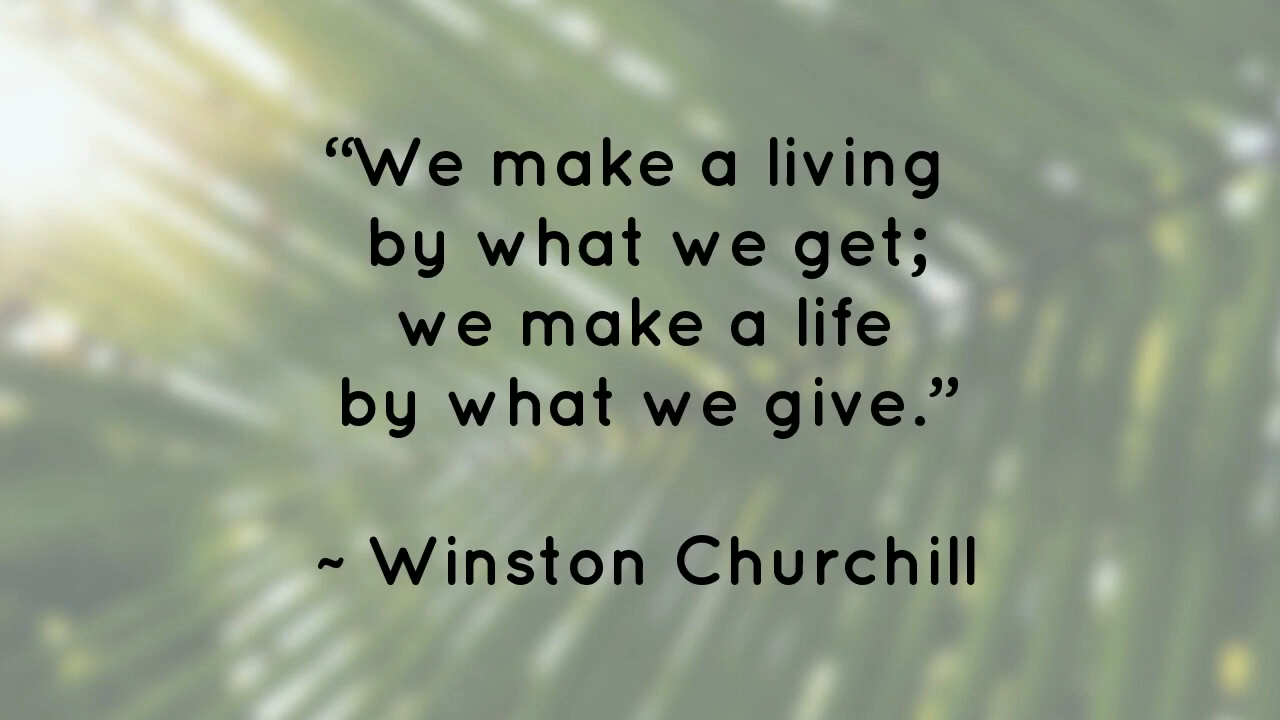 “We make a living
by what we get;
we make a life
by what we give.”
~ Winston Churchill